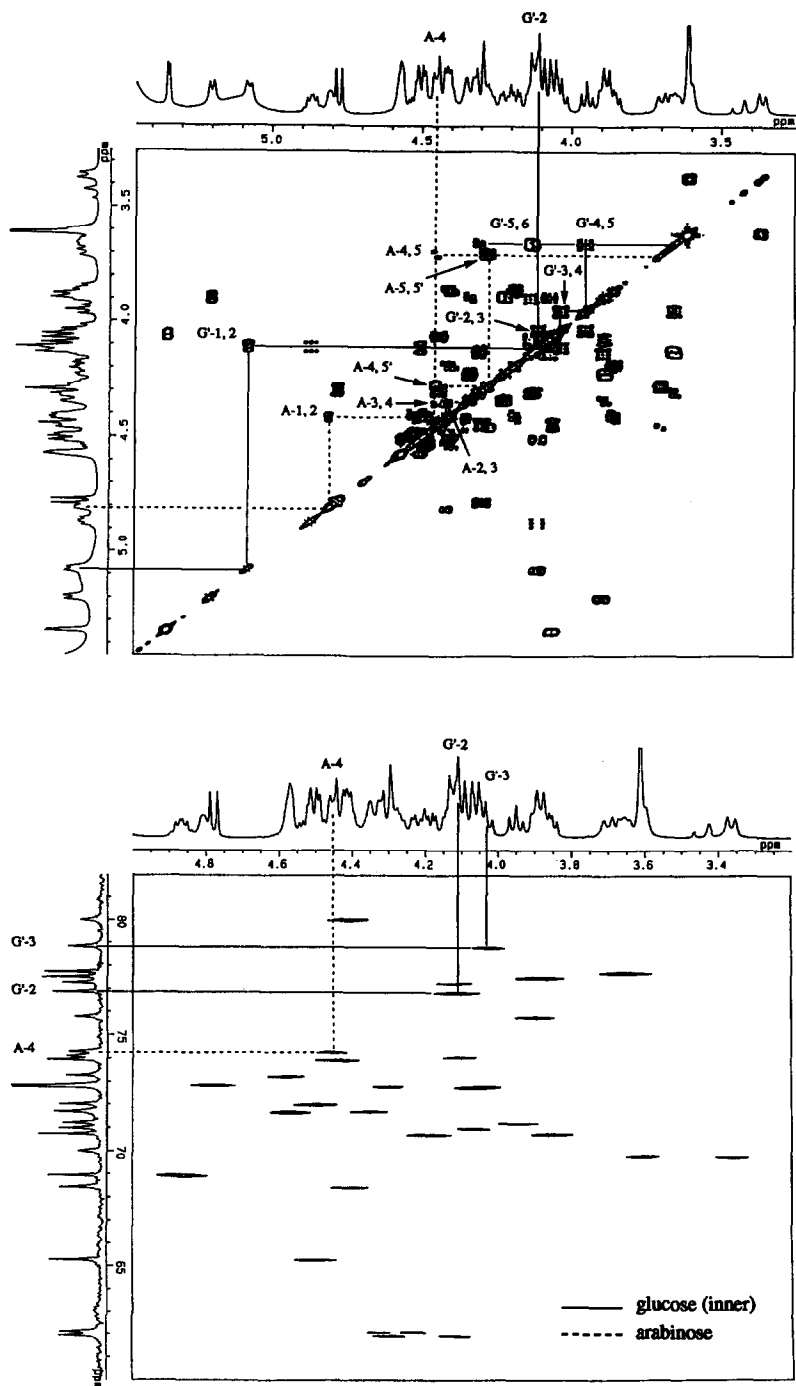 G'-2
A-4
ppm
5.0
4.5
4.0
3.5
ppm
3.5
4.0
4.5
5.0
G'-5, 6
G'-4, 5
A-4, 5
A-5, 5'
G'-3, 4
G'-2, 3
G'-1, 2
A-4, 5'
A-3, 4
A-1, 2
A-2, 3
G'-2
A-4
G'-3
4.8
4.4
4.2
4.0
3.8
3.6
3.4
ppm
80
75
70
65
ppm
G'-3
G'-2
A-4
glucose (inner)
arabinose